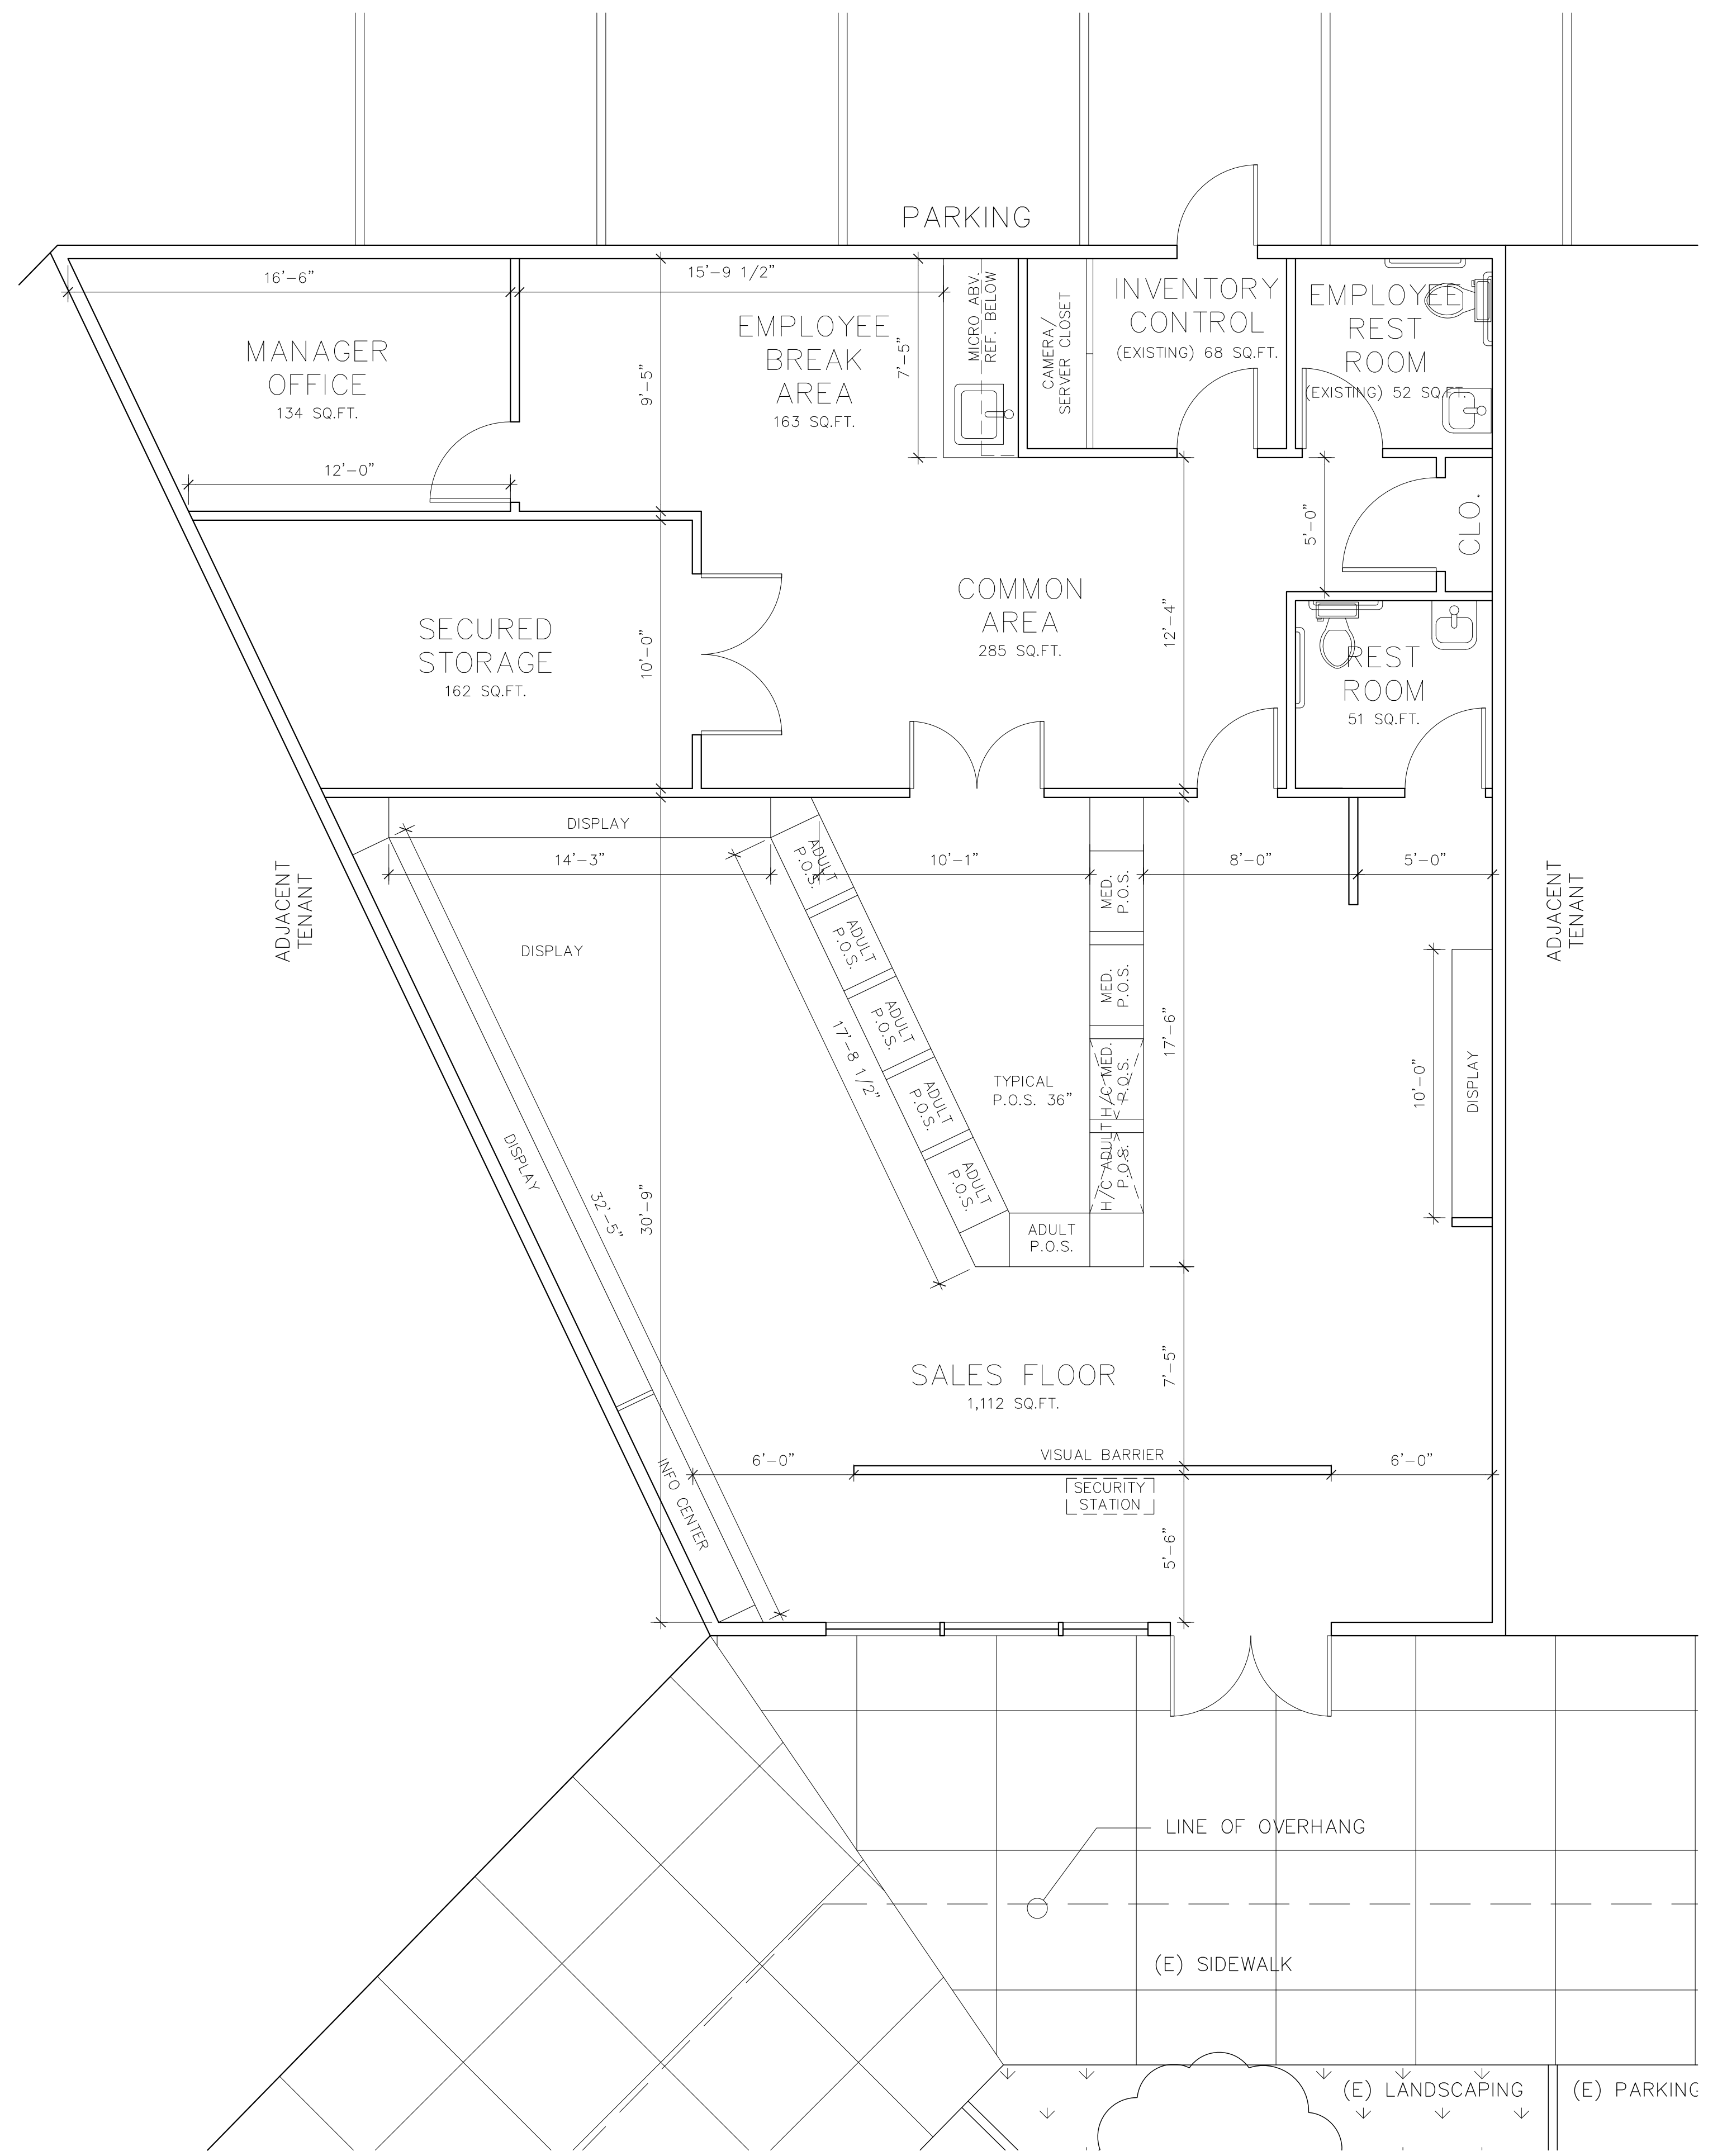 PARKING
16'-6"
15'-9 1/2"
MANAGER
OFFICE
134 SQ.FT.
12'-0"
9'-5"
EMPLOYEE
BREAK
AREA
163 SQ.FT.
7'-5"
MICRO ABV.
REF. BELOW
CAMERA/
SERVER CLOSET
INVENTORY
CONTROL
(EXISTING) 68 SQ.FT.
EMPLOYEE
REST
ROOM
(EXISTING) 52 SQ.FT.
5'-0"
CLO.
SECURED
STORAGE
162 SQ.FT.
10'-0"
COMMON
AREA
285 SQ.FT.
12'-4"
REST
ROOM
51 SQ.FT.
ADJACENT
TENANT
DISPLAY
14'-3"
10'-1"
8'-0"
5'-0"
ADJACENT
TENANT
DISPLAY
DISPLAY
32'-5"
30'-9"
17'-8 1/2"
ADULT
P.O.S.
ADULT
P.O.S.
ADULT
P.O.S.
ADULT
P.O.S.
ADULT
P.O.S.
ADULT
P.O.S.
TYPICAL
P.O.S. 36"
MED.
P.O.S.
MED.
P.O.S.
H/C MED.
P.O.S.
H/C ADULT
P.O.S.
17'-6"
10'-0"
DISPLAY
SALES FLOOR
1,112 SQ.FT.
7'-5"
INFO CENTER
6'-0"
VISUAL BARRIER
6'-0"
SECURITY
STATION
5'-6"
LINE OF OVERHANG
(E) SIDEWALK
(E) LANDSCAPING
(E) PARKING